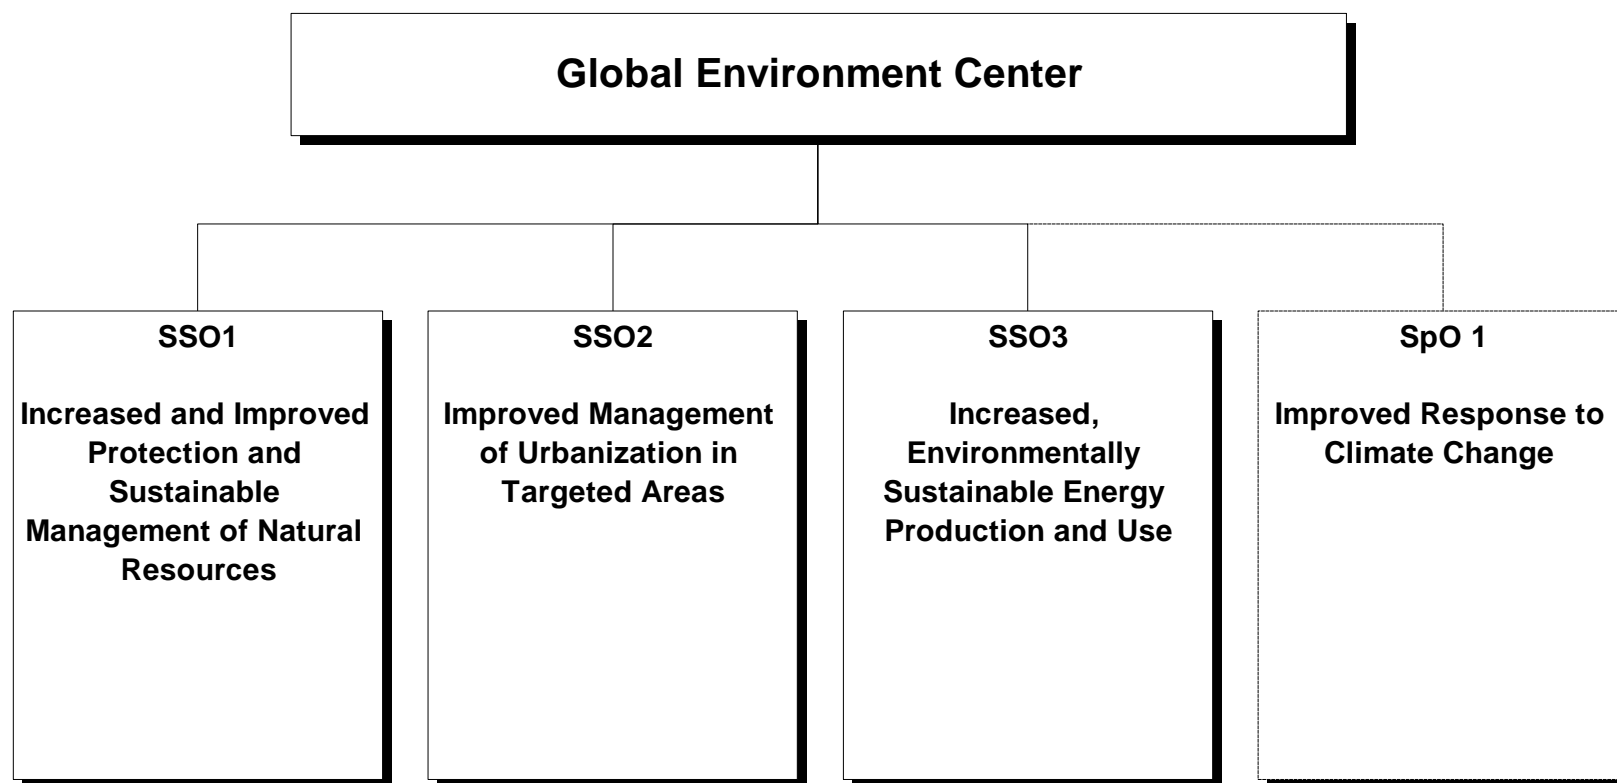 Global Environment Center
SSO1
Increased and Improved
Protection and
Sustainable
Management of Natural
Resources
SSO2
Improved Management
of Urbanization in
Targeted Areas
SSO3
Increased,
Environmentally
Sustainable Energy
Production and Use
SpO 1
Improved Response to
Climate Change